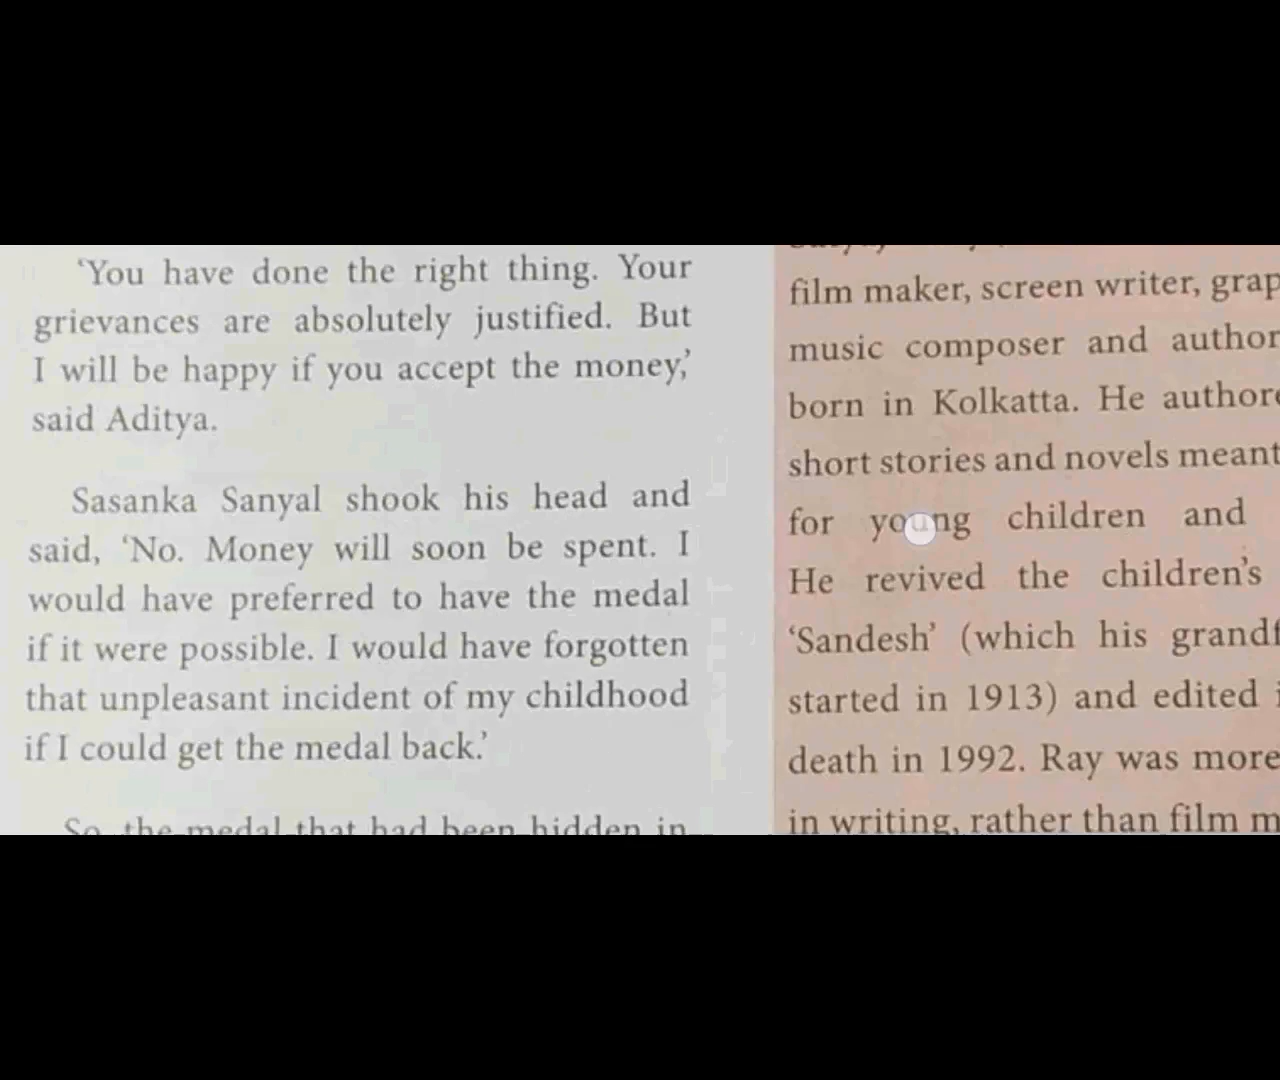 'You have done the right thing. Your
grievances are absolutely justified. But
I will be happy if you accept the money,'
said Aditya.
Sasanka Sanyal shook his head and
said, 'No. Money will soon be spent. I
would have preferred to have the medal
if it were possible. I would have forgotten
that unpleasant incident of my childhood
if I could get the medal back.'
So, the medal that had been hidden in
film maker, screen writer, grap
music composer and author
born in Kolkatta. He authore
short stories and novels meant
for young children and
He revived the children's
'Sandesh' (which his grandf
started in 1913) and edited i
death in 1992. Ray was more
in writing, rather than film m